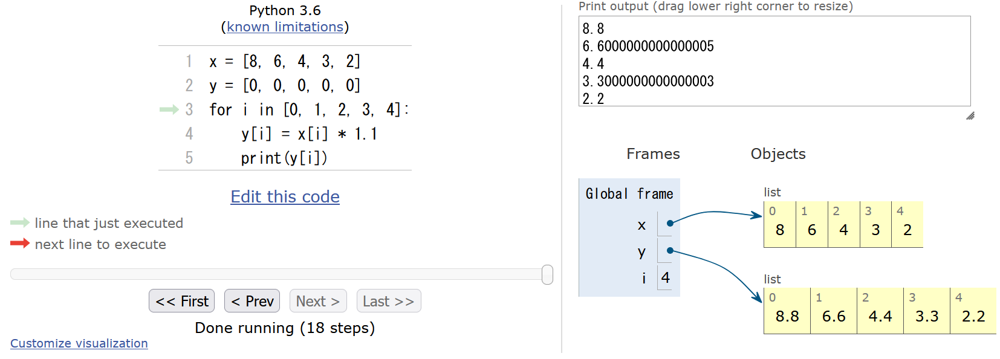 Python 3.6
(known limitations)
1 x = [8, 6, 4, 3, 2]
2 y = [0, 0, 0, 0, 0]
3 for i in [0, 1, 2, 3, 4]:
4 y[i] = x[i] * 1.1
5 print(y[i])
Edit this code
line that just executed
next line to execute
<< First < Prev Next > Last >>
Done running (18 steps)
Customize visualization
Print output (drag lower right corner to resize)
8.8
6.6000000000000005
4.4
3.3000000000000003
2.2
Frames Objects
Global frame
x
y
i 4
list
0 1 2 3 4
8 6 4 3 2
list
0 1 2 3 4
8.8 6.6 4.4 3.3 2.2